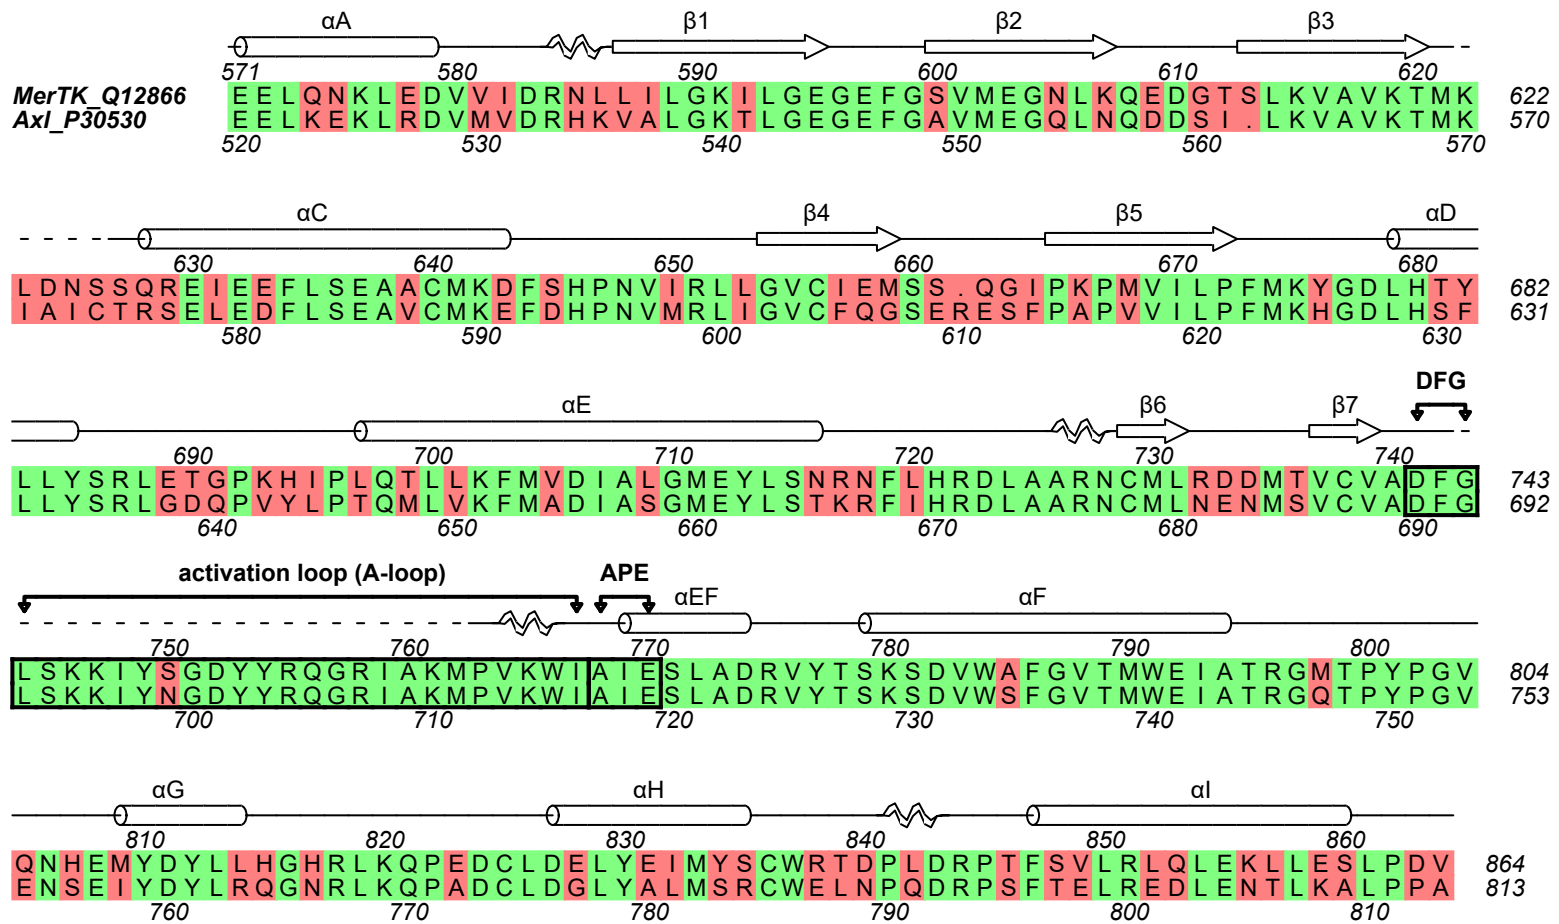 αA β1 β2 β3
571 580 590 600 610 620
MerTK_Q12866 EELQNKLEDVVIDRNLLILGKILGEGEFGSVMEGNLKQEDGTSLKVAVKTMK 622
Axl_P30530 EELKEKLRDVMVDRHKVALGKTLGEGEFGAVMEGQLNQDDSI.LKVAVKTMK 570
520 530 540 550 560 570
αC β4 β5 αD
630 640 650 660 670 680
LDNSSQREIEEFLSEAACMKDFSHPNVIRLLGVCIEMSS.QGIPKPMVILPFMKYGDLHTY 682
IAICTRSELEDFLSEAVCMKEFDHPNVMRLIGVCFQGSERESFPAPVVILPFMKHGDLHSF 631
580 590 600 610 620 630
DFG
αE β6 β7
690 700 710 720 730 740
LLYSRLETGPKHIPLQTLLKFMVDIALGMEYLSNRNFLHRDLAARNCMLRDDMTVCVADFG 743
LLYSRLGDQPVYLPTQMLVKFMADIASGMEYLSTKRFIHRDLAARNCMLNENMSVCVADFG 692
640 650 660 670 680 690
activation loop (A-loop) APE
αEF αF
750 760 770 780 790 800
LSKKIYSGDYYRQGRIAKMPVKWIAIESLADRVYTSKSDVWAFGVTMWEIATRGMTPYPGV 804
LSKKIYNGDYYRQGRIAKMPVKWIAIESLADRVYTSKSDVWSFGVTMWEIATRGQTPYPGV 753
700 710 720 730 740 750
αG αH αI
810 820 830 840 850 860
QNHEMYDYLLHGHRLKQPEDCLDELYEIMYSCWRTDPLDRPTFSVLRLQLEKLLESLPDV 864
ENSEIYDYLRQGNRLKQPADCLDGLYALMSRCWELNPQDRPSFTELREDLENTLKALPPA 813
760 770 780 790 800 810